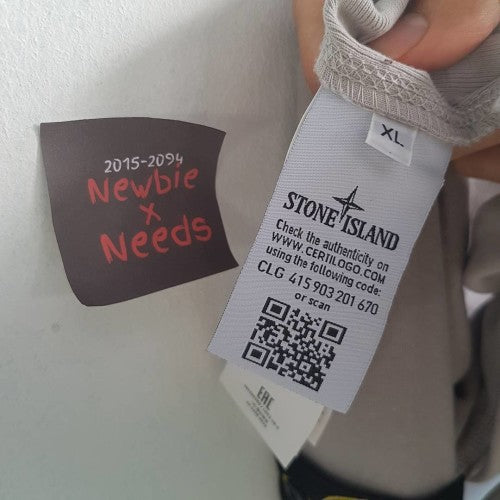 2015-2094
Newbie
x
Needs
XL
STONE ISLAND
Check the authenticity on
WWW.CERTILOGO.COM
using the following code:
CLG 415 903 201 670
or scan
EAC